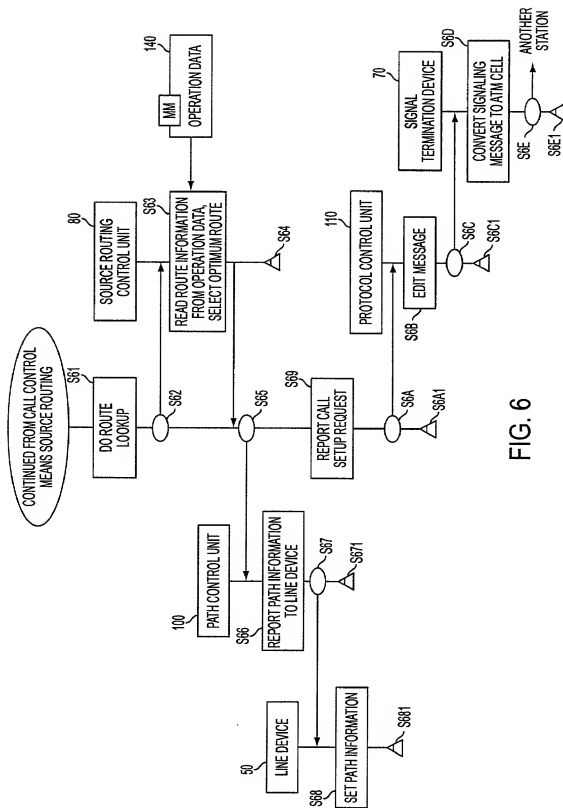 CONTINUED FROM CALL CONTROL
MEANS SOURCE ROUTING
S61
DO ROUTE
LOOKUP
S62
80
SOURCE ROUTING
CONTROL UNIT
S63
READ ROUTE INFORMATION
FROM OPERATION DATA,
SELECT OPTIMUM ROUTE
S64
140
MM
OPERATION DATA
S65
100
PATH CONTROL UNIT
S66
REPORT PATH INFORMATION
TO LINE DEVICE
S67
S671
50
LINE DEVICE
S68
SET PATH INFORMATION
S681
S69
REPORT CALL
SETUP REQUEST
S6A
S6A1
110
PROTOCOL CONTROL UNIT
EDIT MESSAGE
S6B
S6C
S6C1
70
SIGNAL
TERMINATION DEVICE
S6D
CONVERT SIGNALING
MESSAGE TO ATM CELL
S6E
ANOTHER
STATION
S6E1
FIG. 6